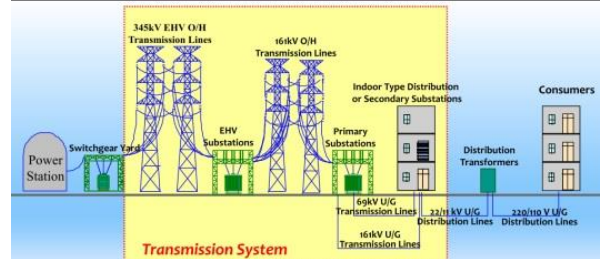 345kV EHV O/H
Transmission Lines
161kV O/H
Transmission Lines
Indoor Type Distribution
or Secondary Substations
Consumers
Switchgear Yard
EHV
Substations
Primary
Substations
Distribution
Transformers
Power
Station
69kV U/G
Transmission Lines
22/11 kV U/G
Distribution Lines
220/110 V U/G
Distribution Lines
161kV U/G
Transmission Lines
Transmission System